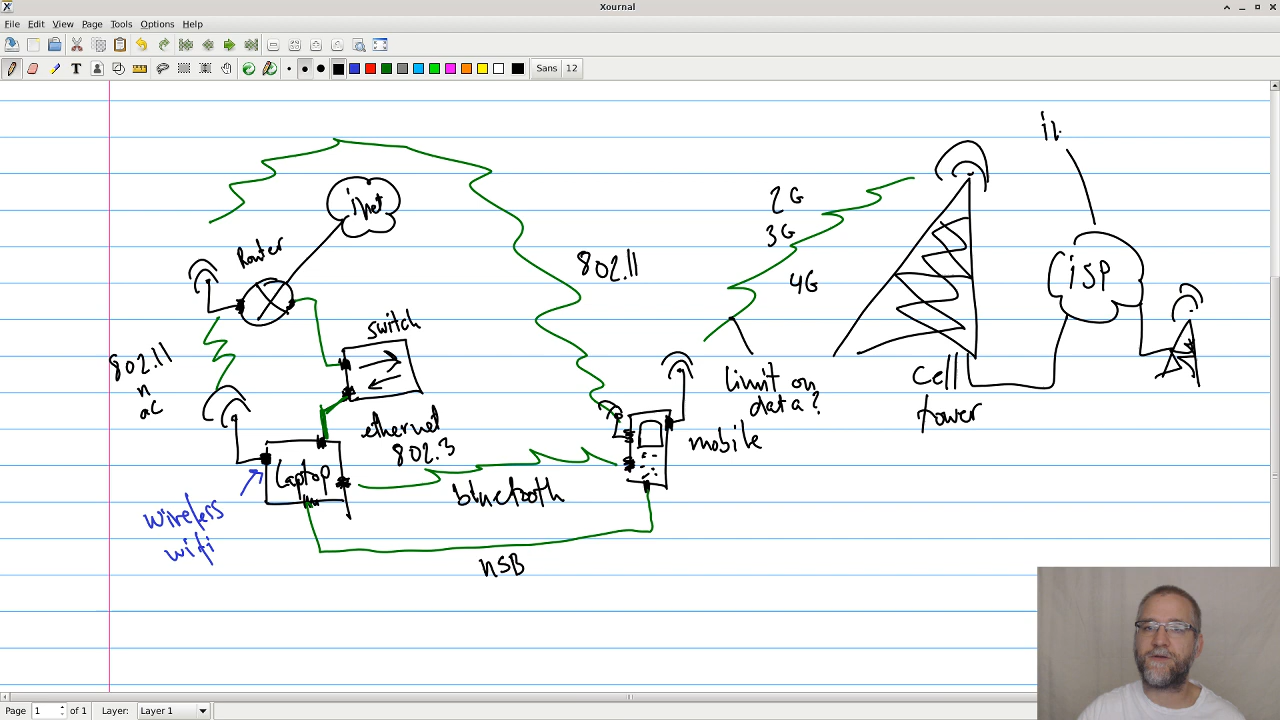 Xournal
File Edit View Page Tools Options Help
Sans 12
inet
Router
2G
3G
4G
802.11
iSP
switch
802.11
n
ac
Limit on
data?
cell
tower
ethernet
802.3
mobile
Laptop
bluetooth
wireless
wifi
USB
Page 1 of 1 Layer: Layer 1